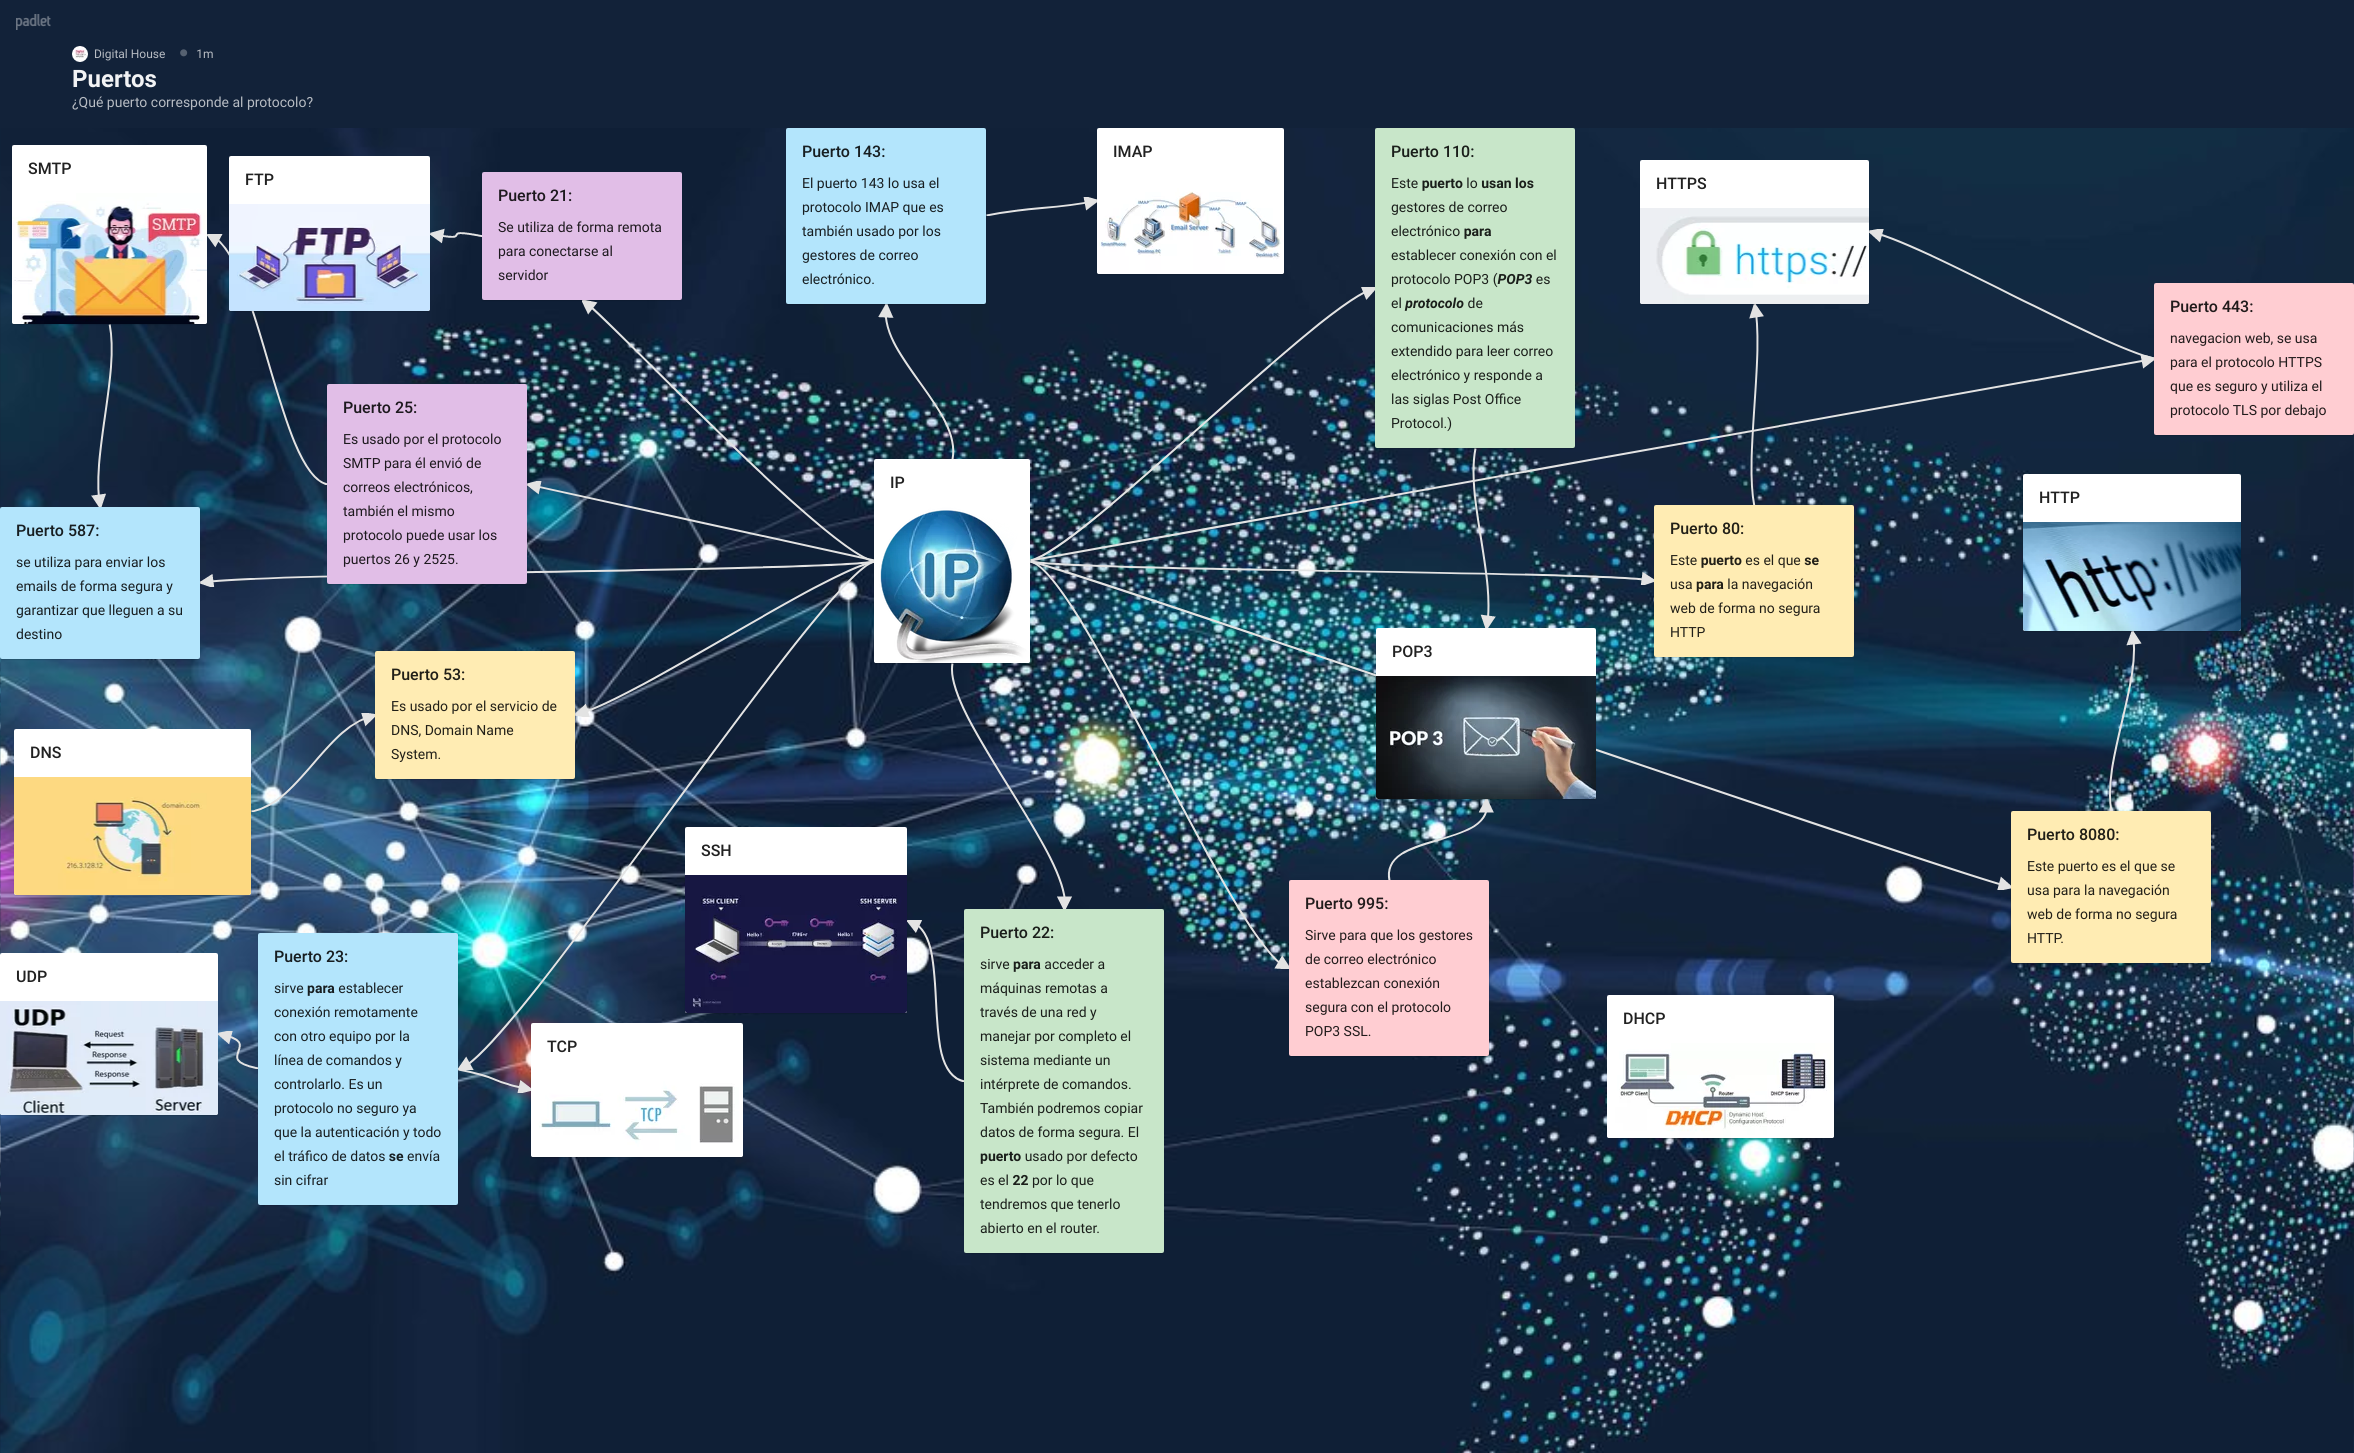 padlet
Digital House • 1m
Puertos
¿Qué puerto corresponde al protocolo?
SMTP
SMTP
FTP
FTP
Puerto 21:
Se utiliza de forma remota
para conectarse al
servidor
Puerto 143:
El puerto 143 lo usa el
protocolo IMAP que es
también usado por los
gestores de correo
electrónico.
IMAP
IMAP
IMAP
IMAP
IMAP
Email Server
SmartPhone
Desktop PC
Tablet
Desktop PC
Puerto 110:
Este puerto lo usan los
gestores de correo
electrónico para
establecer conexión con el
protocolo POP3 (POP3 es
el protocolo de
comunicaciones más
extendido para leer correo
electrónico y responde a
las siglas Post Office
Protocol.)
HTTPS
https://
Puerto 443:
navegacion web, se usa
para el protocolo HTTPS
que es seguro y utiliza el
protocolo TLS por debajo
Puerto 25:
Es usado por el protocolo
SMTP para él envió de
correos electrónicos,
también el mismo
protocolo puede usar los
puertos 26 y 2525.
IP
IP
Puerto 587:
se utiliza para enviar los
emails de forma segura y
garantizar que lleguen a su
destino
Puerto 80:
Este puerto es el que se
usa para la navegación
web de forma no segura
HTTP
HTTP
http://www
Puerto 53:
Es usado por el servicio de
DNS, Domain Name
System.
POP3
POP 3
DNS
domain.com
216.3.128.12
SSH
SSH CLIENT
SSH SERVER
Hello !
Hello !
Puerto 8080:
Este puerto es el que se
usa para la navegación
web de forma no segura
HTTP.
Puerto 995:
Sirve para que los gestores
de correo electrónico
establezcan conexión
segura con el protocolo
POP3 SSL.
Puerto 22:
sirve para acceder a
máquinas remotas a
través de una red y
manejar por completo el
sistema mediante un
intérprete de comandos.
También podremos copiar
datos de forma segura. El
puerto usado por defecto
es el 22 por lo que
tendremos que tenerlo
abierto en el router.
Puerto 23:
sirve para establecer
conexión remotamente
con otro equipo por la
línea de comandos y
controlarlo. Es un
protocolo no seguro ya
que la autenticación y todo
el tráfico de datos se envía
sin cifrar
UDP
UDP
Request
Response
Response
Client
Server
TCP
TCP
DHCP
DHCP Client
Router
DHCP Server
DHCP
Dynamic Host
Configuration Protocol